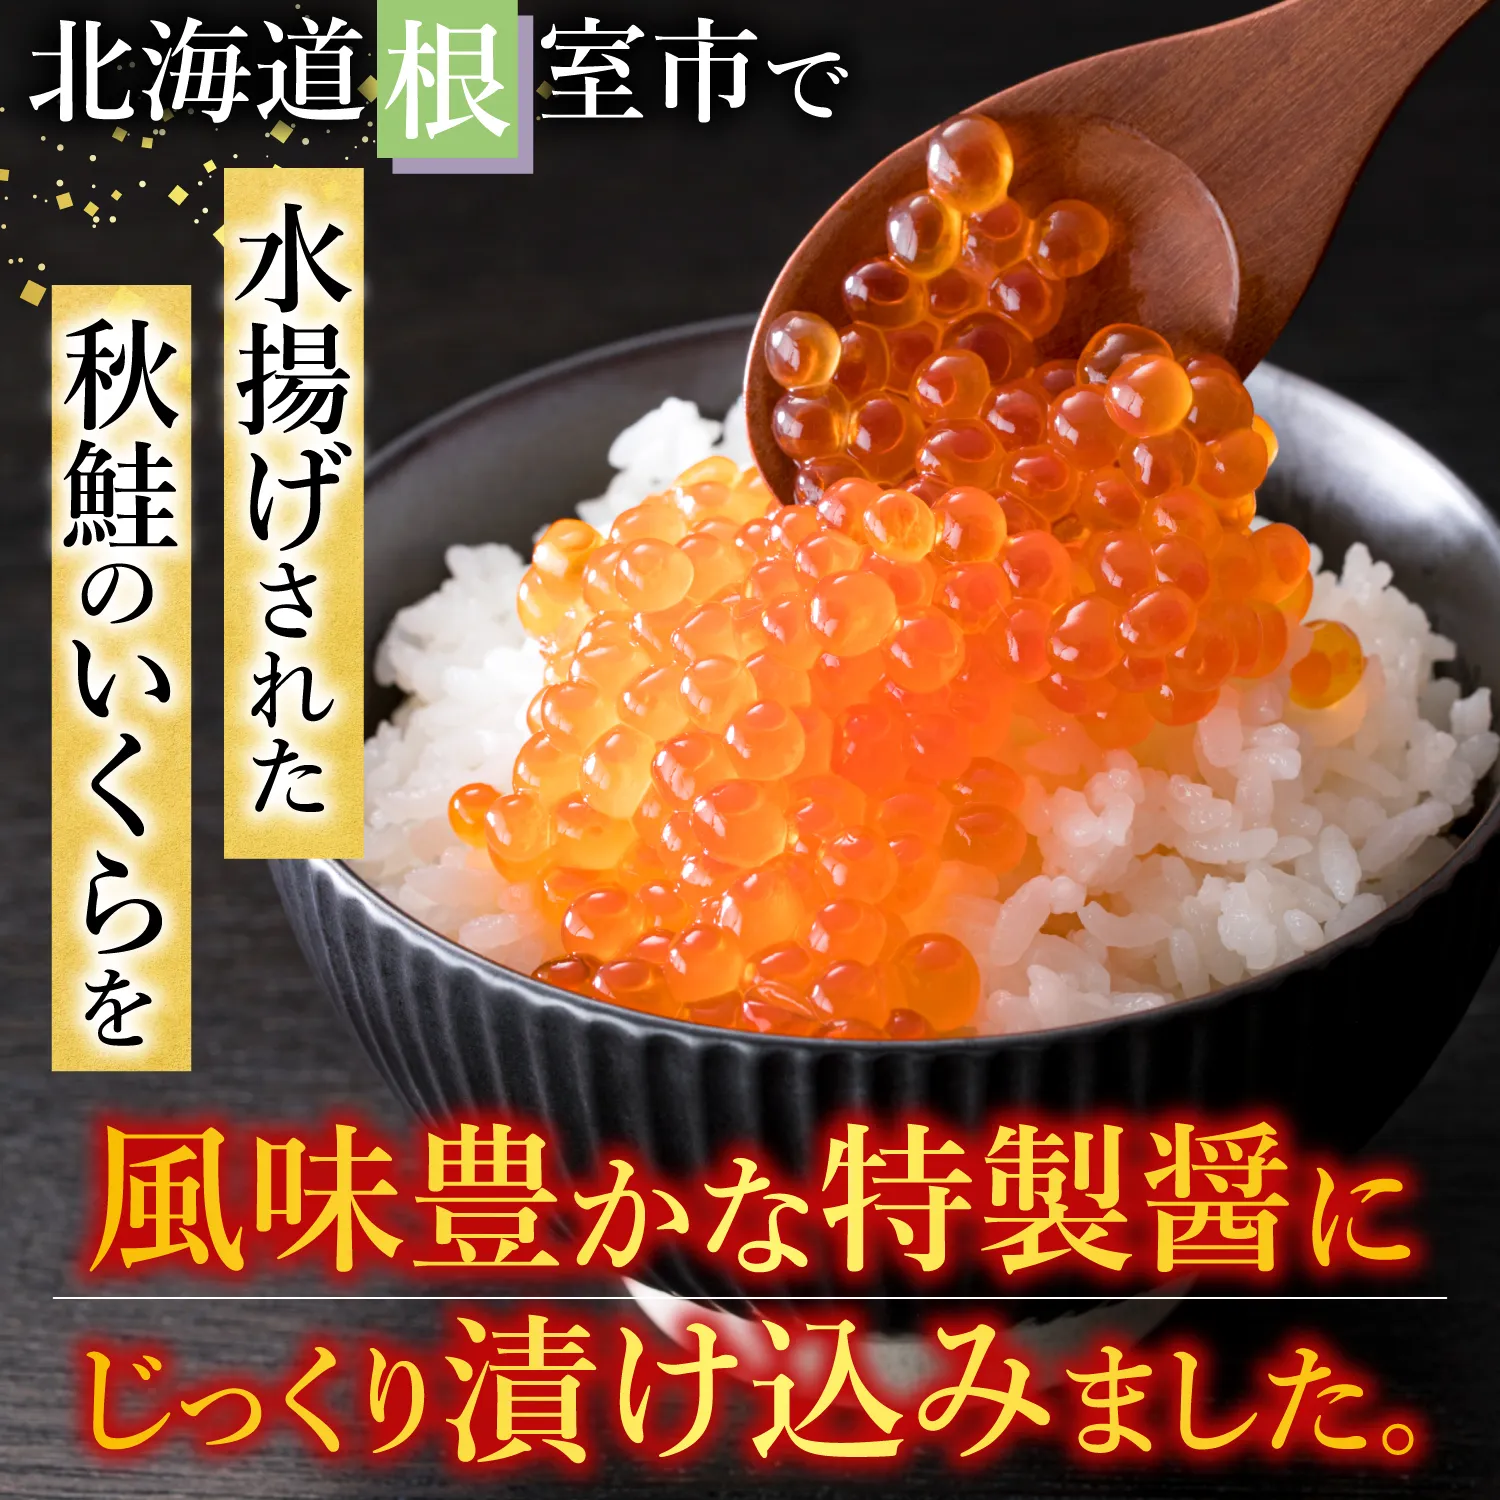 北海道根室市で
水揚げされた
秋鮭のいくらを
風味豊かな特製醤に
じっくり漬け込みました。